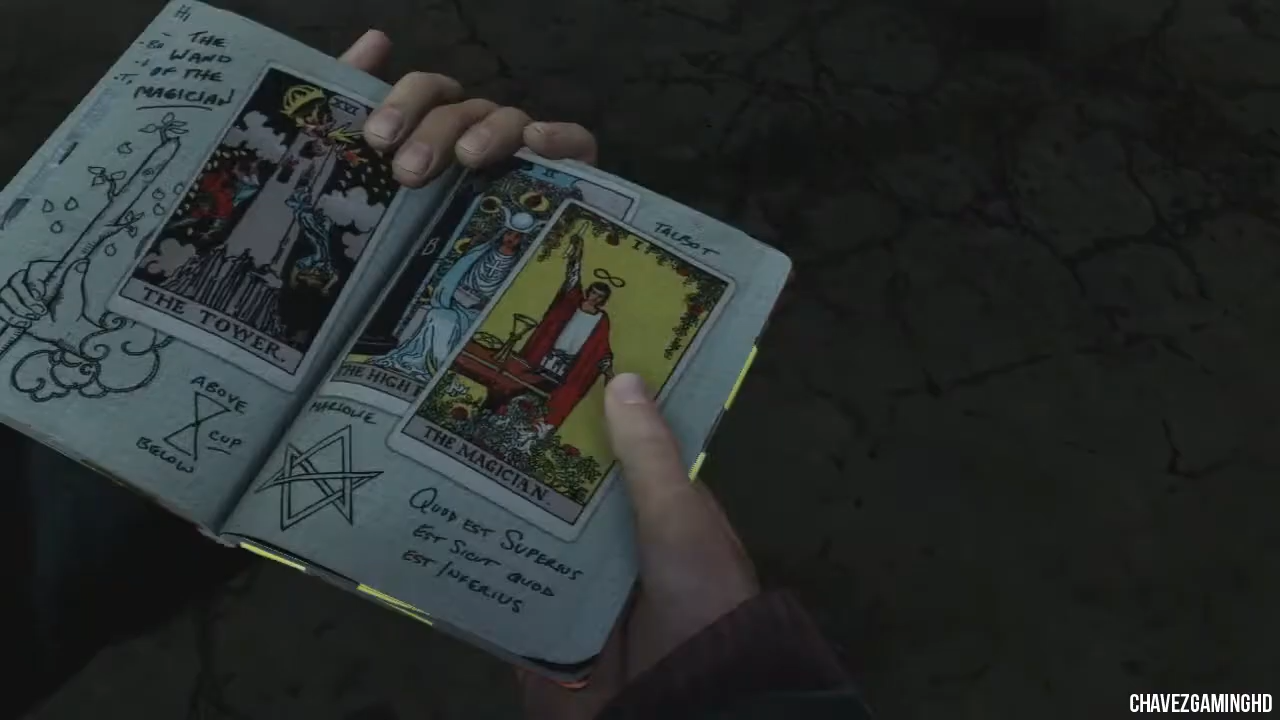 THE
WAND
OF THE
MAGICIAN
XVI
THE TOWER.
ABOVE
CUP
BELOW
TALBOT
I
THE HIGH
THE MAGICIAN.
MARLOWE
QUOD EST SUPERIUS
EST SICUT QUOD
EST INFERIUS
B
CHAVEZGAMINGHD